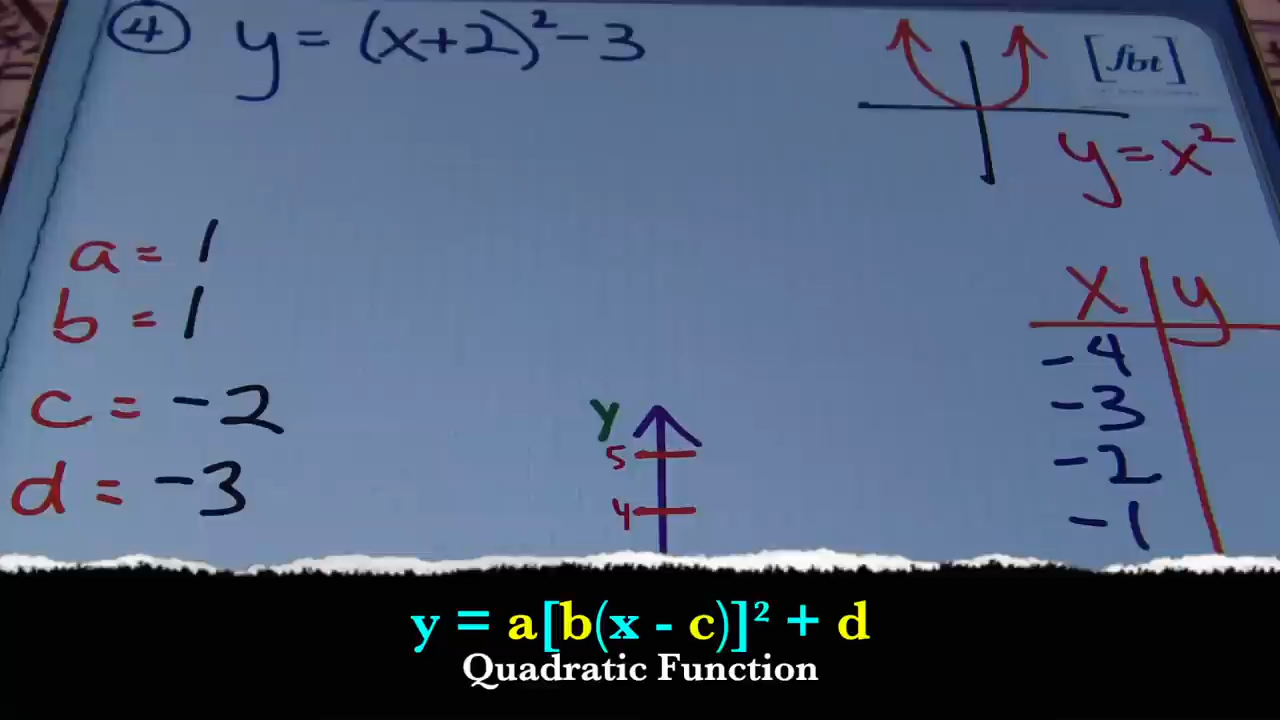 ④ y = (x+2)² - 3
[fbt]
y = x²
a = 1
b = 1
c = -2
d = -3
y
5
4
x | y
-4
-3
-2
-1
y = a[b(x - c)]² + d
Quadratic Function